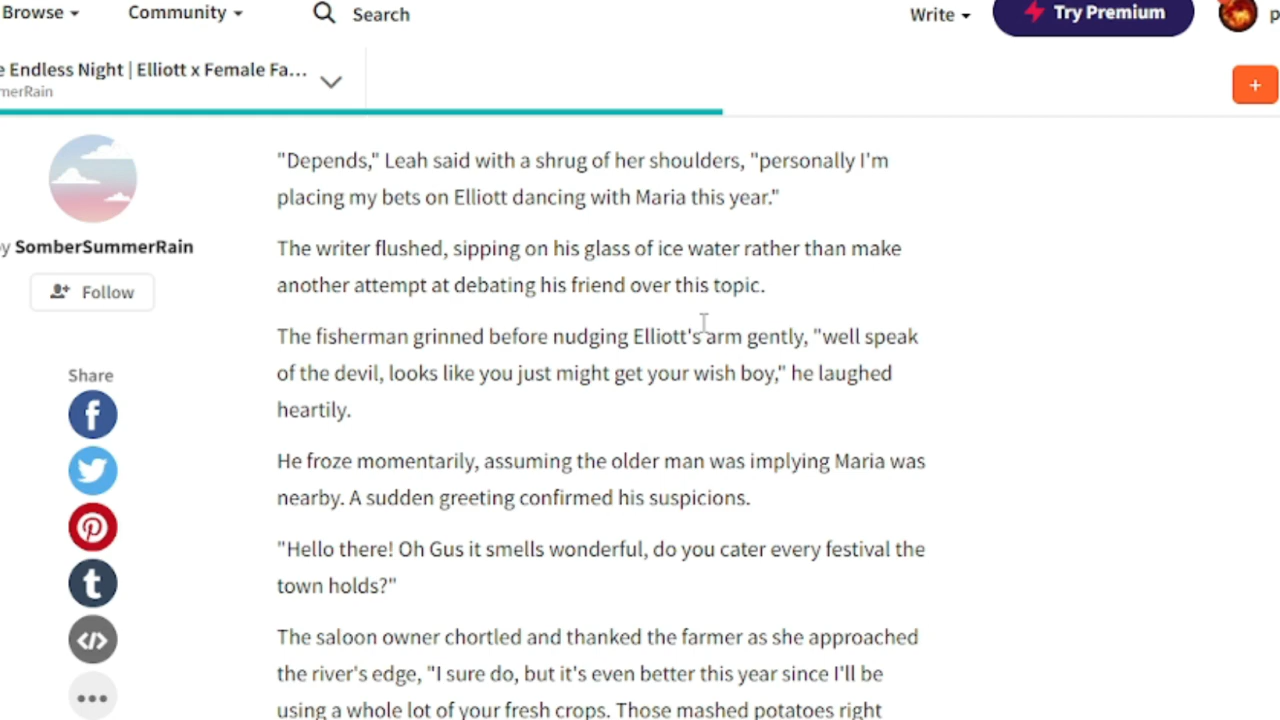 Browse
Community
Search
Write
Try Premium
p
e Endless Night | Elliott x Female Fa...
merRain
+
"Depends," Leah said with a shrug of her shoulders, "personally I'm
placing my bets on Elliott dancing with Maria this year."
y SomberSummerRain
The writer flushed, sipping on his glass of ice water rather than make
another attempt at debating his friend over this topic.
Follow
The fisherman grinned before nudging Elliott's arm gently, "well speak
of the devil, looks like you just might get your wish boy," he laughed
heartily.
Share
f
He froze momentarily, assuming the older man was implying Maria was
nearby. A sudden greeting confirmed his suspicions.
"Hello there! Oh Gus it smells wonderful, do you cater every festival the
town holds?"
t
</>
The saloon owner chortled and thanked the farmer as she approached
the river's edge, "I sure do, but it's even better this year since I'll be
using a whole lot of your fresh crops. Those mashed potatoes right